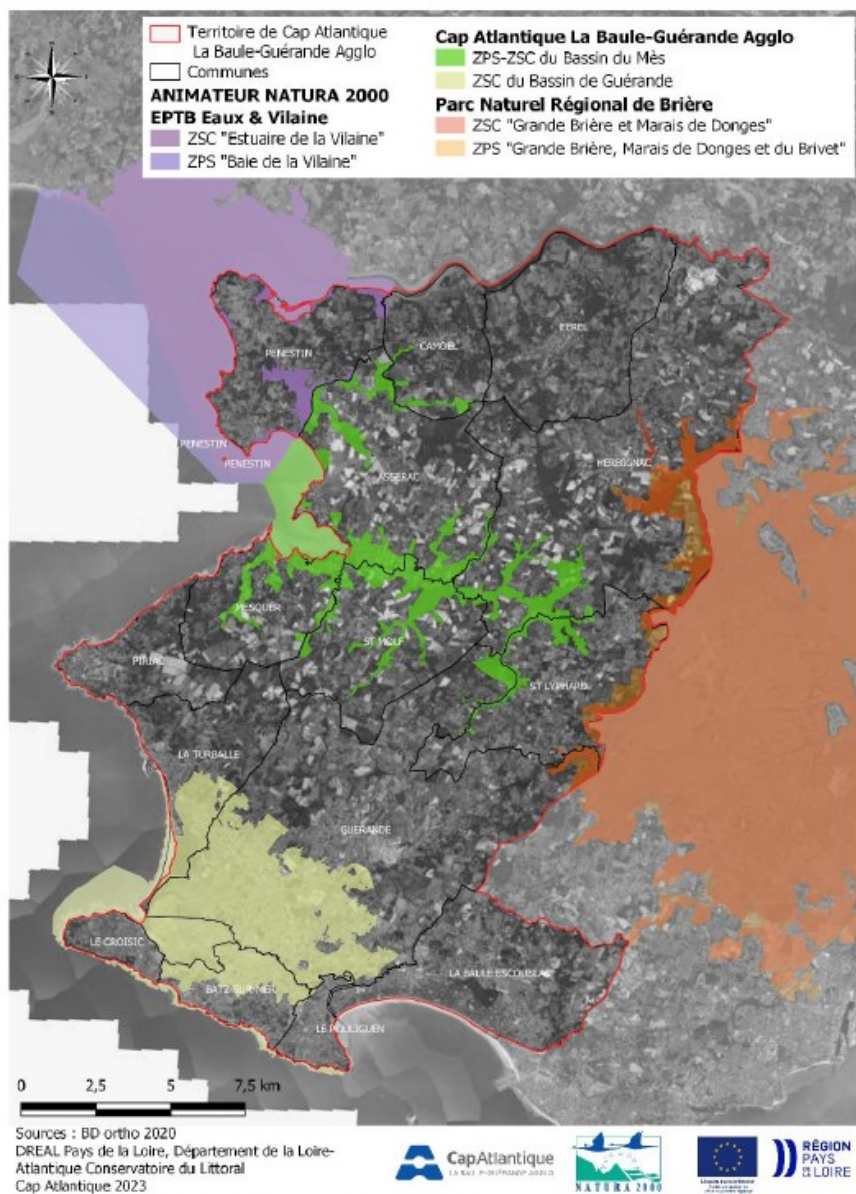 Territoire de Cap Atlantique
La Baule-Guérande Agglo
Communes
ANIMATEUR NATURA 2000
EPTB Eaux & Vilaine
ZSC "Estuaire de la Vilaine"
ZPS "Baie de la Vilaine"
Cap Atlantique La Baule-Guérande Agglo
ZPS-ZSC du Bassin du Mès
ZSC du Bassin de Guérande
Parc Naturel Régional de Brière
ZSC "Grande Brière et Marais de Donges"
ZPS "Grande Brière, Marais de Donges et du Brivet"
PENESTIN
CAMOEL
FEREL
PENESTIN
PENESTIN
ASSERAC
HERBIGNAC
MESQUER
ST MOLF
PIRIAC
ST LYPHARD
LA TURBALLE
GUERANDE
LE CROISIC
BATZ-SUR-MER
LA BAULE ESCOUBLAC
LE POULIGUEN
0 2,5 5 7,5 km
Sources : BD ortho 2020
DREAL Pays de la Loire, Département de la Loire-
Atlantique Conservatoire du Littoral
Cap Atlantique 2023
CapAtlantique
LA BAULE-GUÉRANDE AGGLO
NATURA 2000
RÉGION
PAYS
DE LA
LOIRE